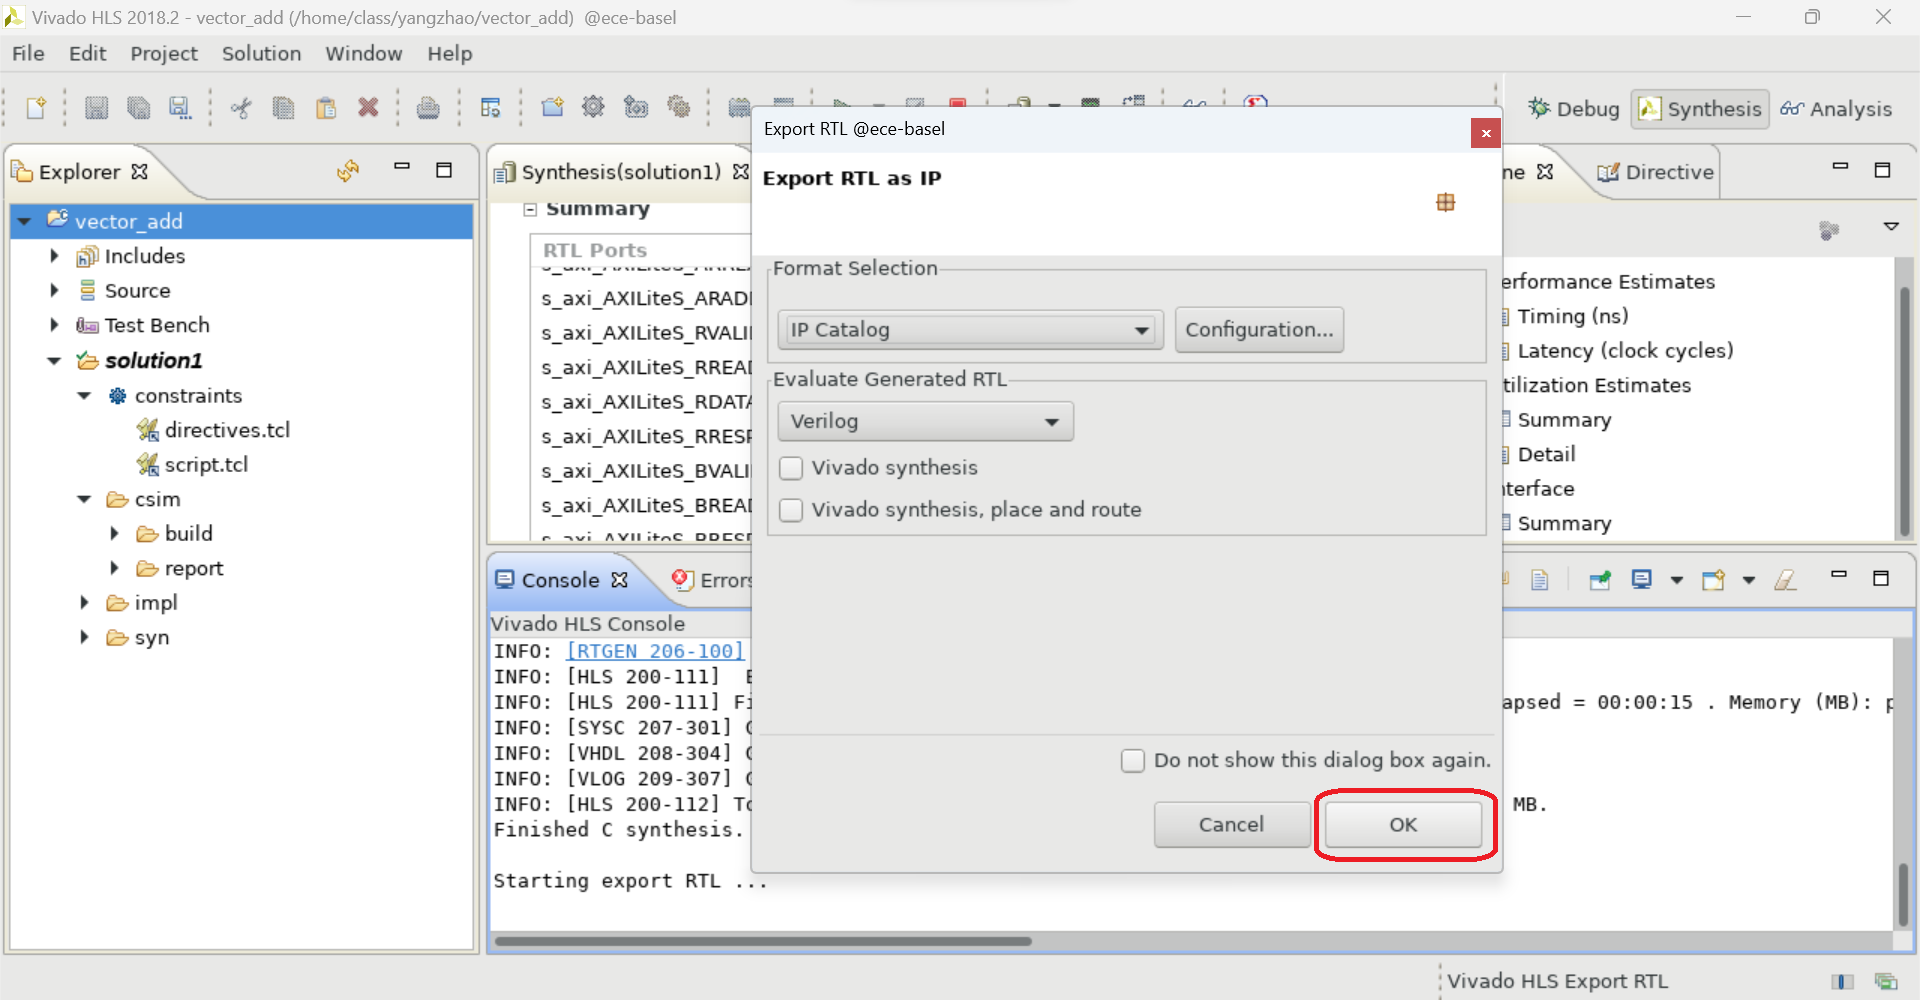 Vivado HLS 2018.2 - vector_add (/home/class/yangzhao/vector_add) @ece-basel
File Edit Project Solution Window Help
Debug Synthesis Analysis
Explorer
vector_add
Includes
Source
Test Bench
solution1
constraints
directives.tcl
script.tcl
csim
build
report
impl
syn
Synthesis(solution1)
Summary
RTL Ports
s_axi_AXILiteS_ARADD
s_axi_AXILiteS_RVALI
s_axi_AXILiteS_RREAD
s_axi_AXILiteS_RDATA
s_axi_AXILiteS_RRESP
s_axi_AXILiteS_BVALI
s_axi_AXILiteS_BREAD
Export RTL @ece-basel
Export RTL as IP
Format Selection
IP Catalog Configuration...
Evaluate Generated RTL
Verilog
Vivado synthesis
Vivado synthesis, place and route
Do not show this dialog box again.
Cancel OK
ne Directive
erformance Estimates
Timing (ns)
Latency (clock cycles)
tilization Estimates
Summary
Detail
terface
Summary
Console Errors
Vivado HLS Console
INFO: [RTGEN 206-100]
INFO: [HLS 200-111]
INFO: [HLS 200-111] Fi apsed = 00:00:15 . Memory (MB): p
INFO: [SYSC 207-301]
INFO: [VHDL 208-304]
INFO: [VLOG 209-307]
INFO: [HLS 200-112] To MB.
Finished C synthesis.
Starting export RTL ...
Vivado HLS Export RTL